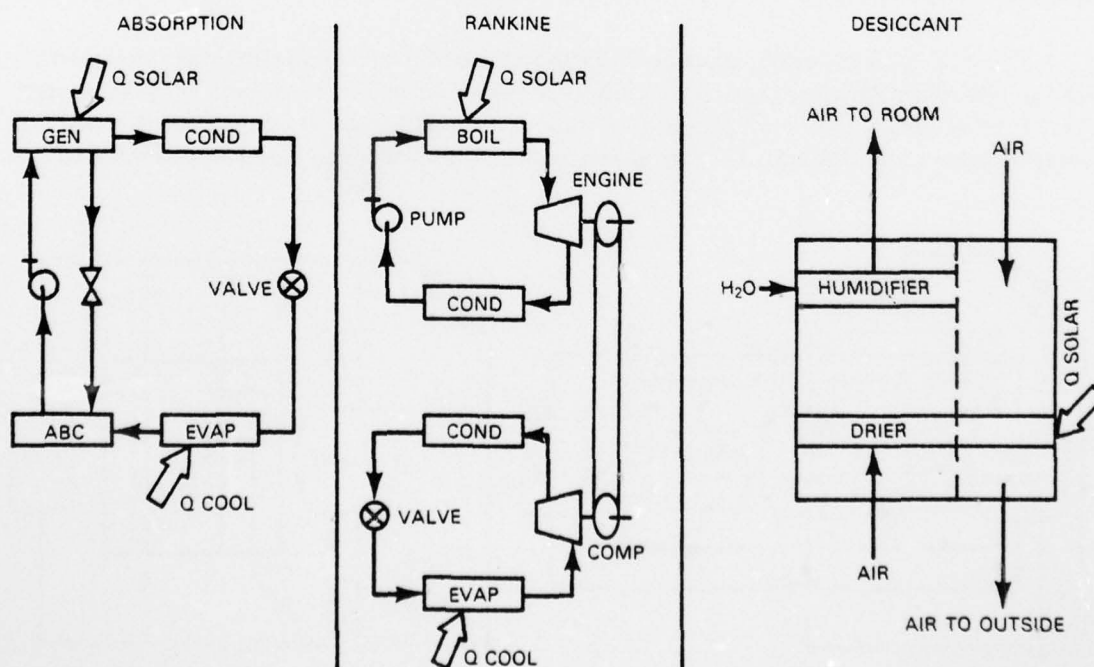 ABSORPTION
Q SOLAR
GEN
COND
VALVE
ABC
EVAP
Q COOL
RANKINE
Q SOLAR
BOIL
ENGINE
PUMP
COND
COND
VALVE
COMP
EVAP
Q COOL
DESICCANT
AIR TO ROOM
AIR
H₂O
HUMIDIFIER
Q SOLAR
DRIER
AIR
AIR TO OUTSIDE